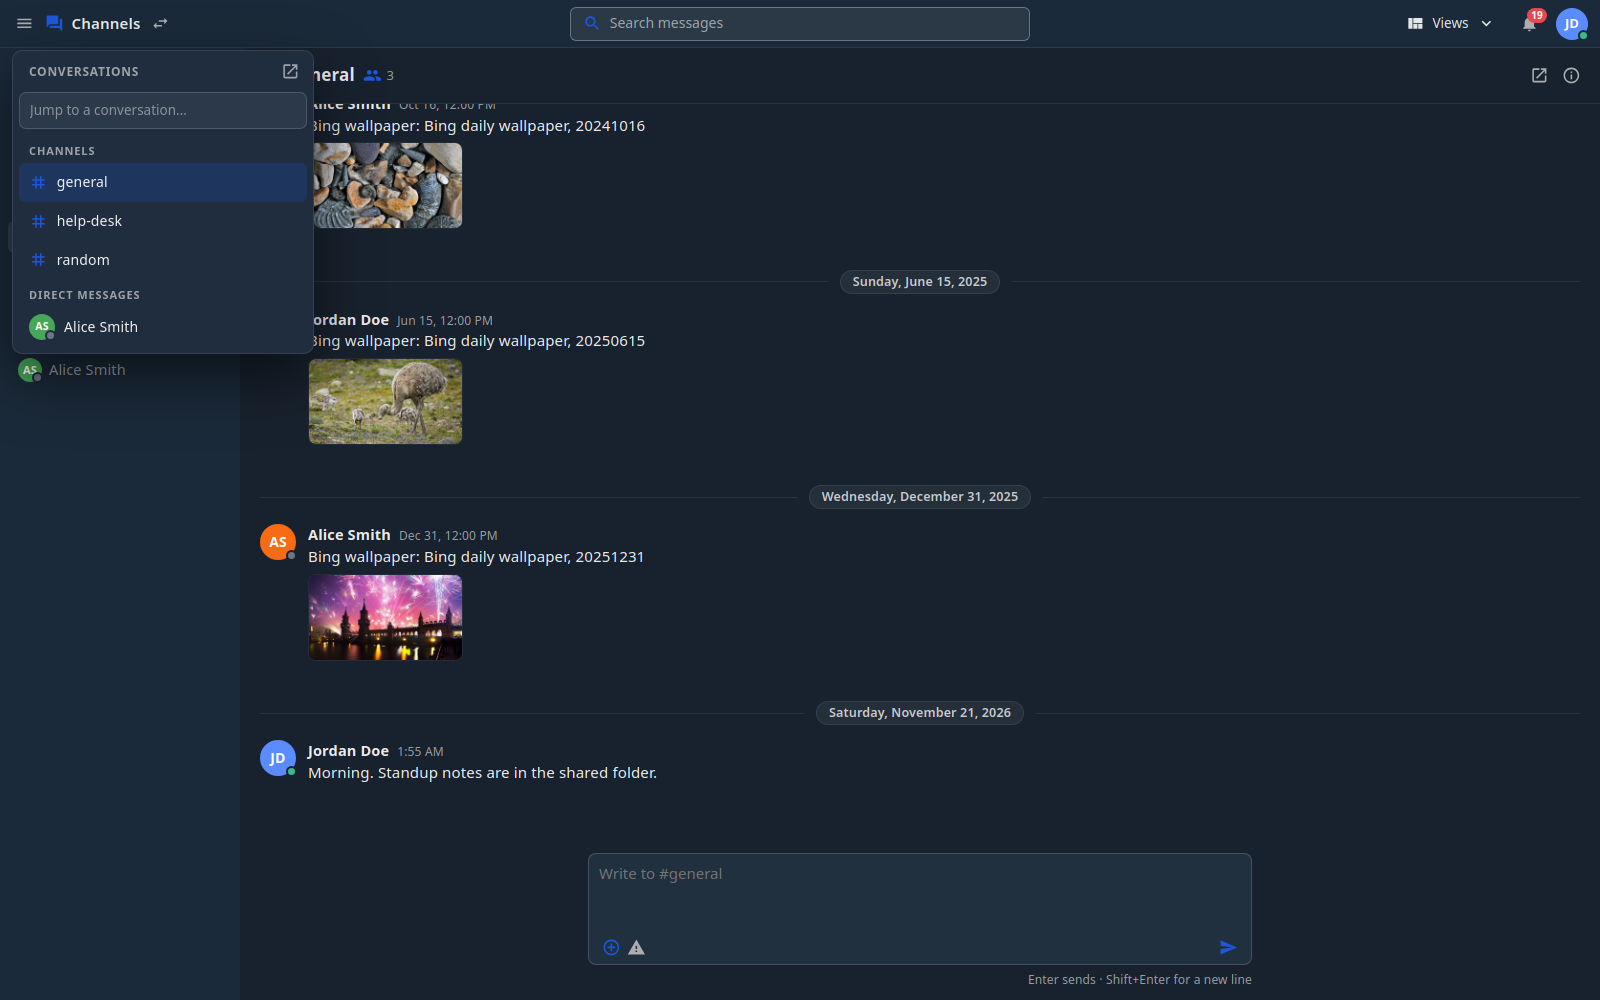 Channels
Search messages
Views
19
JD
CONVERSATIONS
Jump to a conversation...
CHANNELS
general
help-desk
random
DIRECT MESSAGES
AS Alice Smith
AS Alice Smith
neral 3
Alice Smith Oct 16, 12:00 PM
Bing wallpaper: Bing daily wallpaper, 20241016
Sunday, June 15, 2025
ordan Doe Jun 15, 12:00 PM
Bing wallpaper: Bing daily wallpaper, 20250615
Wednesday, December 31, 2025
AS Alice Smith Dec 31, 12:00 PM
Bing wallpaper: Bing daily wallpaper, 20251231
Saturday, November 21, 2026
JD Jordan Doe 1:55 AM
Morning. Standup notes are in the shared folder.
Write to #general
Enter sends · Shift+Enter for a new line